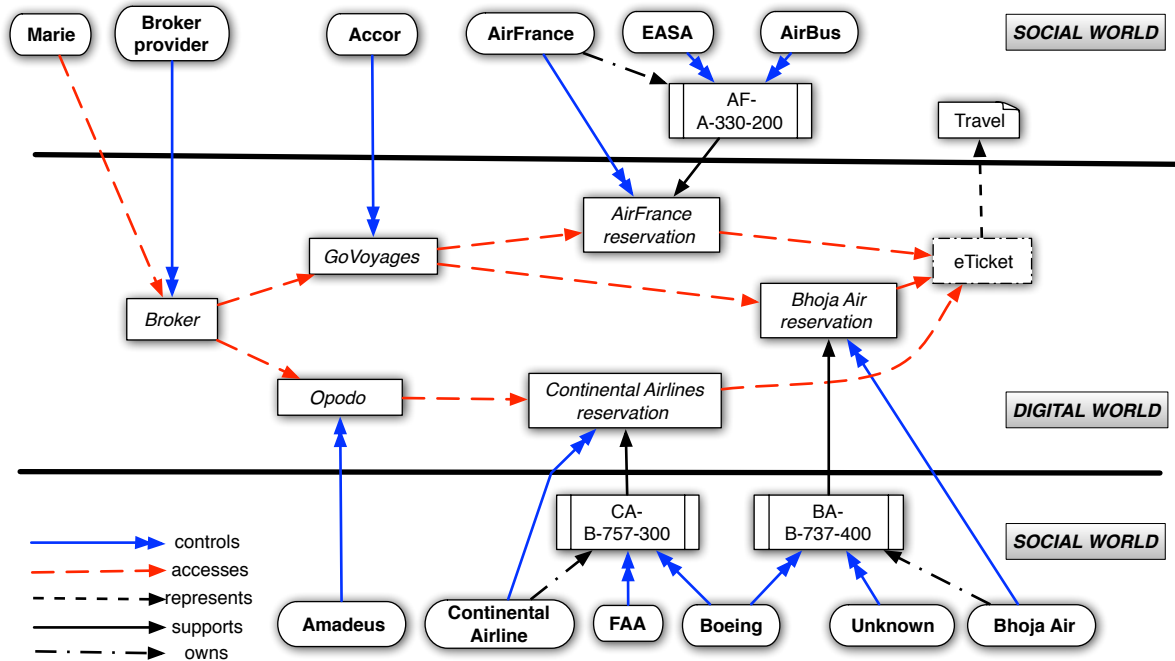 Marie
Broker
provider
Accor
AirFrance
EASA
AirBus
SOCIAL WORLD
AF-
A-330-200
Travel
AirFrance
reservation
GoVoyages
eTicket
Broker
Bhoja Air
reservation
Opodo
Continental Airlines
reservation
DIGITAL WORLD
CA-
B-757-300
BA-
B-737-400
SOCIAL WORLD
controls
accesses
represents
supports
owns
Amadeus
Continental
Airline
FAA
Boeing
Unknown
Bhoja Air